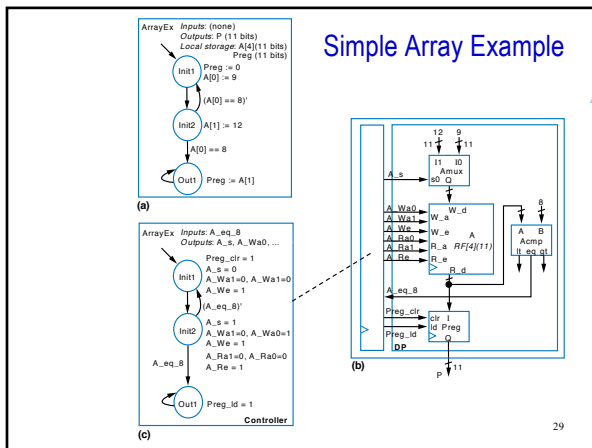 Simple Array Example
ArrayEx
Inputs: (none)
Outputs: P (11 bits)
Local storage: A[4](11 bits)
Preg (11 bits)
Init1
Preg := 0
A[0] := 9
(A[0] == 8)'
Init2
A[1] := 12
A[0] == 8
Out1
Preg := A[1]
(a)
ArrayEx
Inputs: A_eq_8
Outputs: A_s, A_Wa0, ...
Init1
Preg_clr = 1
A_s = 0
A_Wa1=0, A_Wa1=0
A_We = 1
(A_eq_8)'
Init2
A_s = 1
A_Wa1=0, A_Wa0=1
A_We = 1
A_Ra1=0, A_Ra0=0
A_Re = 1
A_eq_8
Out1
Preg_ld = 1
Controller
(c)
12 9
11 11
I1 I0
Amux
s0 Q
A_s
A_Wa0
A_Wa1
A_We
A_Ra0
A_Ra1
A_Re
W_d
W_a
W_e
R_a
R_e
A
RF[4](11)
R_d
8
A B
Acmp
lt eq gt
A_eq_8
Preg_clr
Preg_ld
clr I
ld Preg
Q
DP
(b)
11
P
29